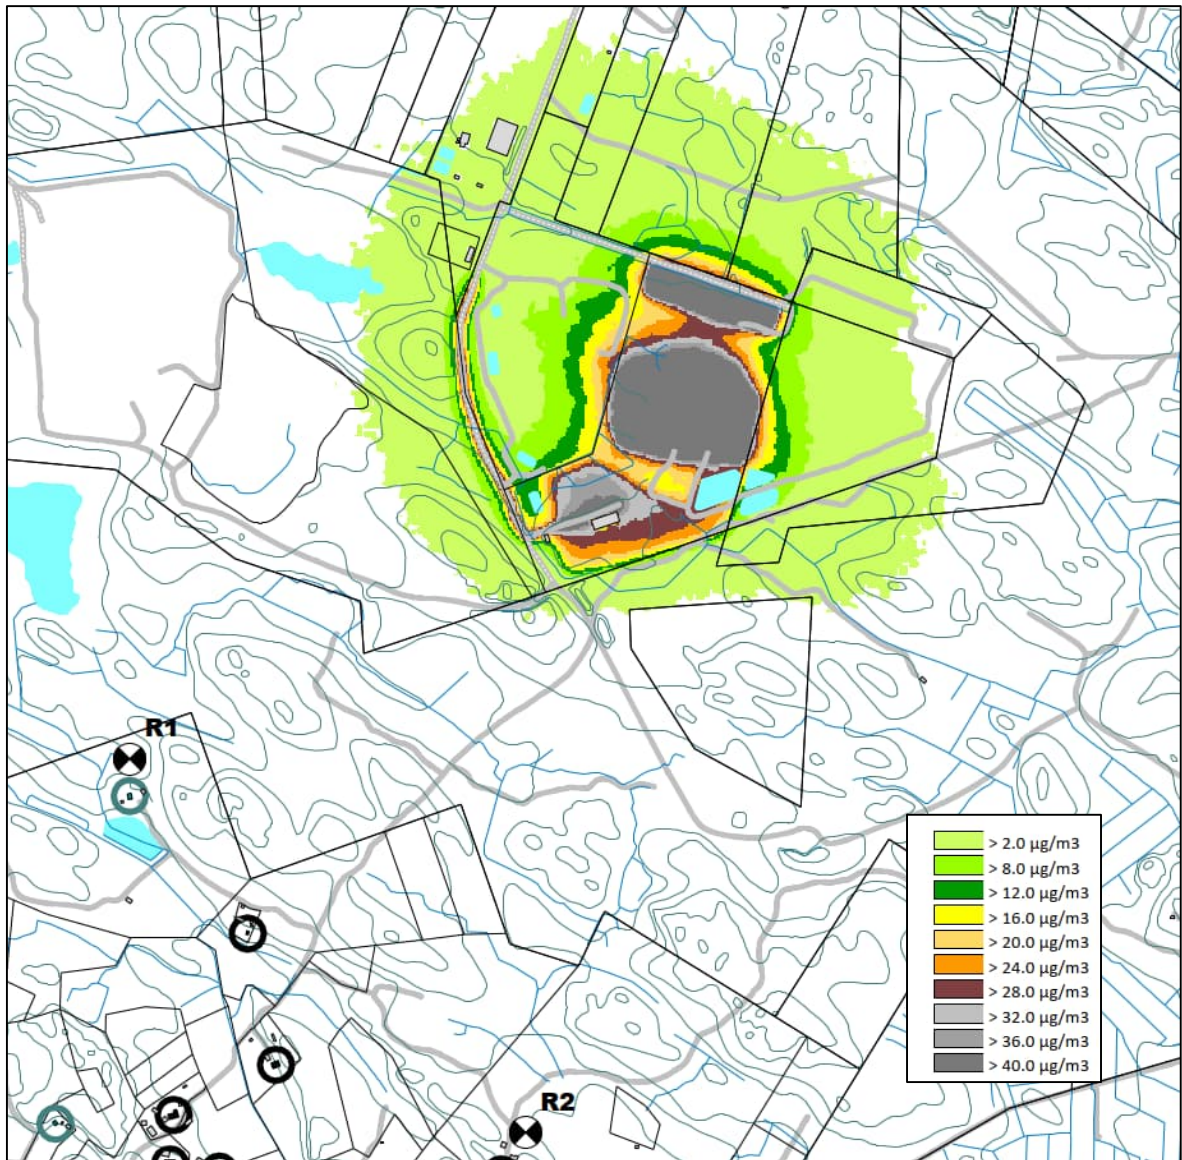 R1
> 2.0 µg/m3
> 8.0 µg/m3
> 12.0 µg/m3
> 16.0 µg/m3
> 20.0 µg/m3
> 24.0 µg/m3
> 28.0 µg/m3
> 32.0 µg/m3
> 36.0 µg/m3
> 40.0 µg/m3
R2